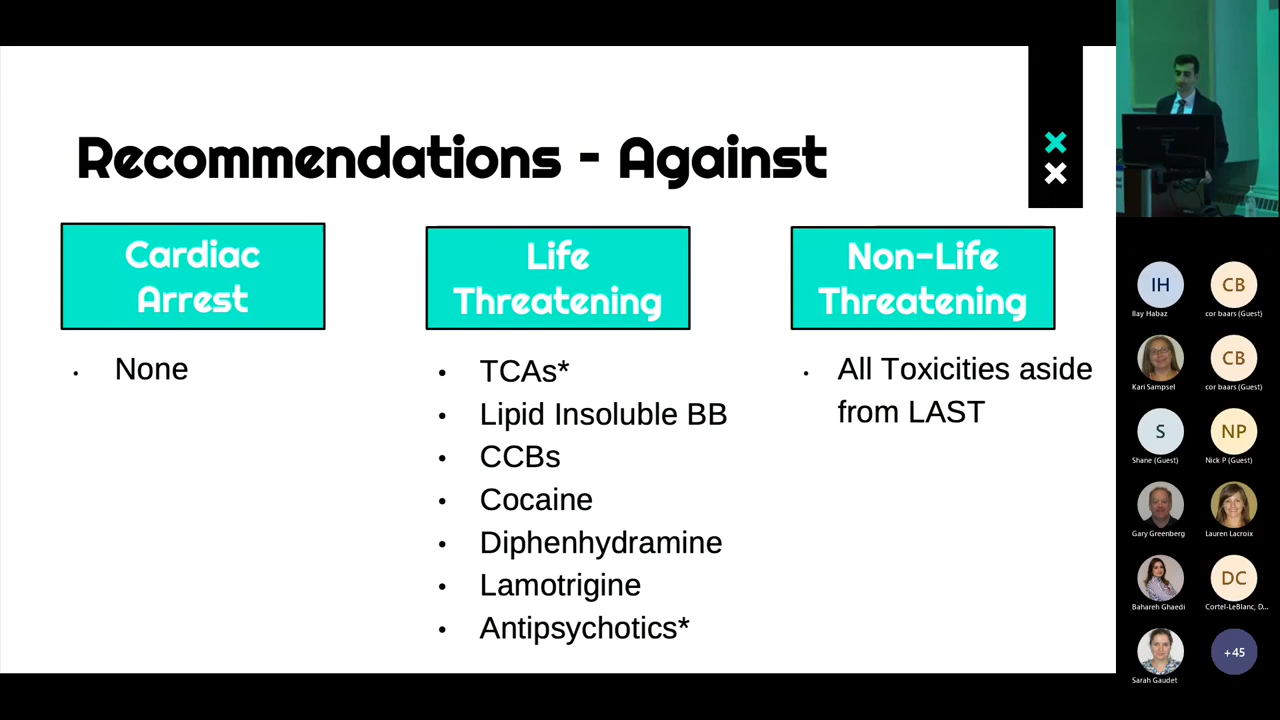 Recommendations - Against
Cardiac
Arrest
• None
Life
Threatening
• TCAs*
• Lipid Insoluble BB
• CCBs
• Cocaine
• Diphenhydramine
• Lamotrigine
• Antipsychotics*
Non-Life
Threatening
• All Toxicities aside
from LAST
IH
Ilay Habaz
CB
cor baars (Guest)
Kari Sampsel
CB
cor baars (Guest)
S
Shane (Guest)
NP
Nick P (Guest)
Gary Greenberg
Lauren Lacroix
Bahareh Ghaedi
DC
Cortel-LeBlanc, D...
Sarah Gaudet
+45